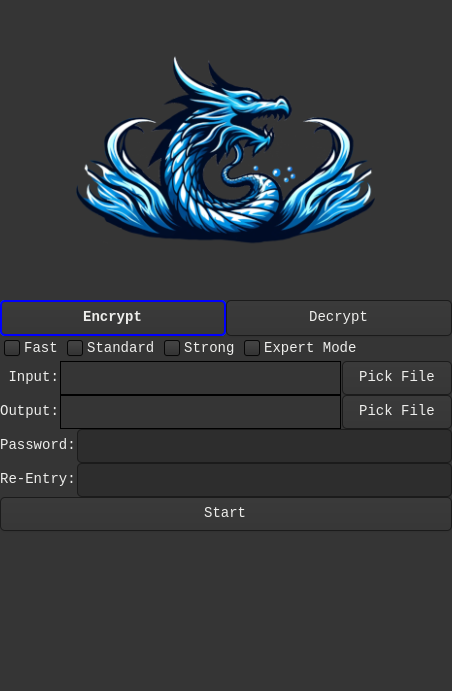 Encrypt Decrypt
Fast Standard Strong Expert Mode
Input: Pick File
Output: Pick File
Password:
Re-Entry:
Start